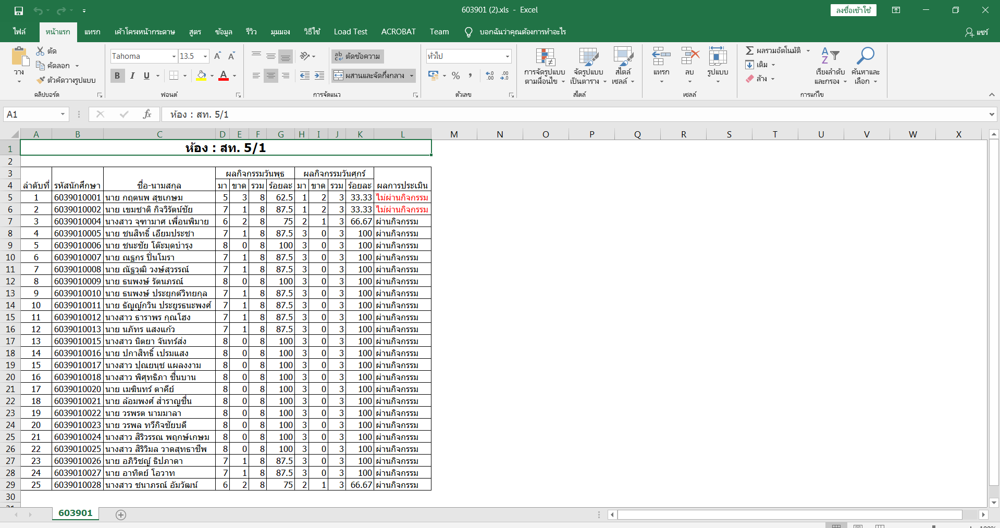 603901 (2).xls - Excel
ลงชื่อเข้าใช้
ไฟล์ หน้าแรก แทรก เค้าโครงหน้ากระดาษ สูตร ข้อมูล รีวิว มุมมอง วิธีใช้ Load Test ACROBAT Team บอกฉันว่าคุณต้องการทำอะไร แชร์
วาง ตัด คัดลอก ตัวคัดวางรูปแบบ คลิปบอร์ด
Tahoma 13.5 B I U ฟอนต์
ab ตัดข้อความ ผสานและจัดกึ่งกลาง การจัดแนว
ทั่วไป % , ตัวเลข
การจัดรูปแบบตามเงื่อนไข จัดรูปแบบเป็นตาราง สไตล์เซลล์ สไตล์
แทรก ลบ รูปแบบ เซลล์
ผลรวมอัตโนมัติ เติม ล้าง เรียงลำดับและกรอง ค้นหาและเลือก การแก้ไข
A1 fx ห้อง : สท. 5/1
A B C D E F G H I J K L M N O P Q R S T U V W X
1 ห้อง : สท. 5/1
2
3 ผลกิจกรรมวันพุธ ผลกิจกรรมวันศุกร์
4 ลำดับที่ รหัสนักศึกษา ชื่อ-นามสกุล มา ขาด รวม ร้อยละ มา ขาด รวม ร้อยละ ผลการประเมิน
5 1 6039010001 นาย กฤตนพ สุขเกษม 5 3 8 62.5 1 2 3 33.33 ไม่ผ่านกิจกรรม
6 2 6039010002 นาย เขมชาติ กิจวิรัตน์ชัย 7 1 8 87.5 1 2 3 33.33 ไม่ผ่านกิจกรรม
7 3 6039010004 นางสาว จุฑามาศ เพื่อนพิมาย 6 2 8 75 2 1 3 66.67 ผ่านกิจกรรม
8 4 6039010005 นาย ชนสิทธิ์ เอียมประชา 7 1 8 87.5 3 0 3 100 ผ่านกิจกรรม
9 5 6039010006 นาย ชนะชัย โต๊ะมุดบำรุง 8 0 8 100 3 0 3 100 ผ่านกิจกรรม
10 6 6039010007 นาย ณฐกร ปิ่นโมรา 7 1 8 87.5 3 0 3 100 ผ่านกิจกรรม
11 7 6039010008 นาย ณัฐวุฒิ วงษ์สุวรรณ์ 7 1 8 87.5 3 0 3 100 ผ่านกิจกรรม
12 8 6039010009 นาย ธนพงษ์ รัตนภรณ์ 8 0 8 100 3 0 3 100 ผ่านกิจกรรม
13 9 6039010010 นาย ธนพงษ์ ประยุกต์วิทยกุล 7 1 8 87.5 3 0 3 100 ผ่านกิจกรรม
14 10 6039010011 นาย ธัญญ์กวิน ประยูรธนะพงศ์ 7 1 8 87.5 3 0 3 100 ผ่านกิจกรรม
15 11 6039010012 นางสาว ธาราพร กุณโฮง 7 1 8 87.5 3 0 3 100 ผ่านกิจกรรม
16 12 6039010013 นาย นภัทร แสงแก้ว 7 1 8 87.5 3 0 3 100 ผ่านกิจกรรม
17 13 6039010015 นางสาว นิตยา จันทร์ส่ง 8 0 8 100 3 0 3 100 ผ่านกิจกรรม
18 14 6039010016 นาย ปกาสิทธิ์ เปรมแสง 8 0 8 100 3 0 3 100 ผ่านกิจกรรม
19 15 6039010017 นางสาว ปุณยนุช แผลงงาม 8 0 8 100 3 0 3 100 ผ่านกิจกรรม
20 16 6039010018 นางสาว พิศุทธิภา ชื่นบาน 8 0 8 100 3 0 3 100 ผ่านกิจกรรม
21 17 6039010020 นาย เมฆินทร์ ตาคีย์ 8 0 8 100 3 0 3 100 ผ่านกิจกรรม
22 18 6039010021 นาย ล้อมพงศ์ สำราญชื่น 8 0 8 100 3 0 3 100 ผ่านกิจกรรม
23 19 6039010022 นาย วรพรต นามมาลา 8 0 8 100 3 0 3 100 ผ่านกิจกรรม
24 20 6039010023 นาย วรพล ทวีกิจชัยบดี 8 0 8 100 3 0 3 100 ผ่านกิจกรรม
25 21 6039010024 นางสาว สิริวรรณ พฤกษ์เกษม 8 0 8 100 3 0 3 100 ผ่านกิจกรรม
26 22 6039010025 นางสาว สิริวิมล วาดสุทธาชีพ 8 0 8 100 3 0 3 100 ผ่านกิจกรรม
27 23 6039010026 นาย อภิวิชญ์ ธิปภาดา 7 1 8 87.5 3 0 3 100 ผ่านกิจกรรม
28 24 6039010027 นาย อาทิตย์ โอวาท 7 1 8 87.5 3 0 3 100 ผ่านกิจกรรม
29 25 6039010028 นางสาว ชนาภรณ์ อัมวัฒน์ 6 2 8 75 2 1 3 66.67 ผ่านกิจกรรม
30
603901